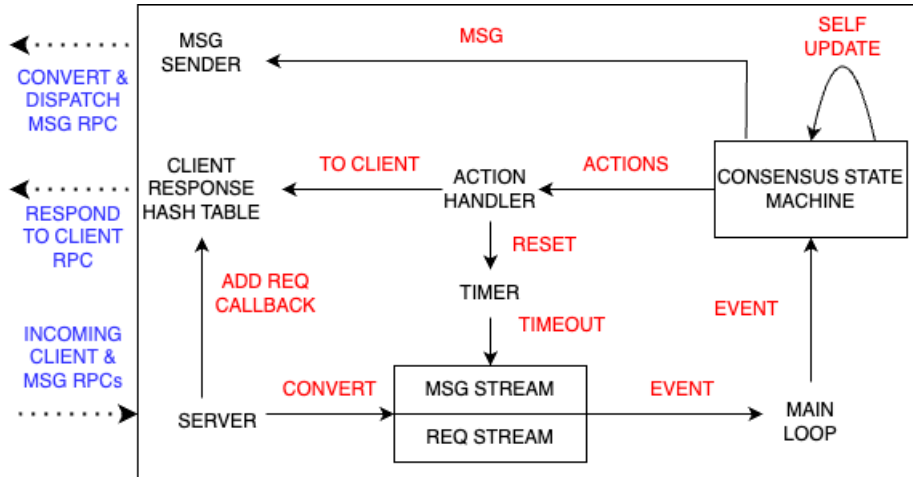 MSG
SENDER
MSG
SELF
UPDATE
CONVERT &
DISPATCH
MSG RPC
CLIENT
RESPONSE
HASH TABLE
TO CLIENT
ACTION
HANDLER
ACTIONS
CONSENSUS STATE
MACHINE
RESPOND
TO CLIENT
RPC
RESET
ADD REQ
CALLBACK
TIMER
EVENT
TIMEOUT
INCOMING
CLIENT &
MSG RPCs
SERVER
CONVERT
MSG STREAM
REQ STREAM
EVENT
MAIN
LOOP